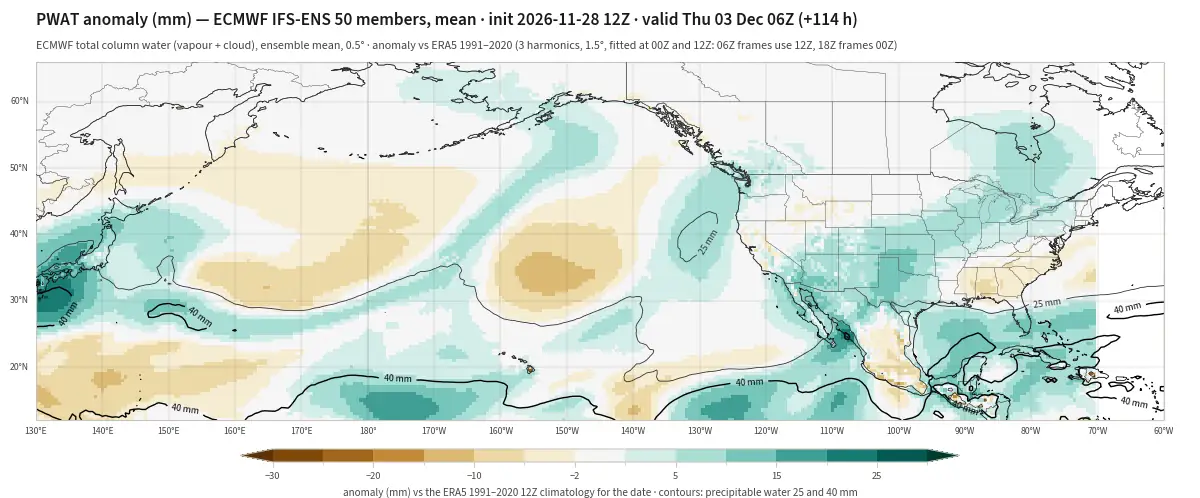 PWAT anomaly (mm) — ECMWF IFS-ENS 50 members, mean · init 2026-11-28 12Z · valid Thu 03 Dec 06Z (+114 h)
ECMWF total column water (vapour + cloud), ensemble mean, 0.5° · anomaly vs ERA5 1991–2020 (3 harmonics, 1.5°, fitted at 00Z and 12Z: 06Z frames use 12Z, 18Z frames 00Z)
60°N
50°N
40°N
25 mm
30°N
40 mm
40 mm
25 mm
40 mm
20°N
40 mm
40 mm
40 mm
40 mm
40 mm
130°E 140°E 150°E 160°E 170°E 180° 170°W 160°W 150°W 140°W 130°W 120°W 110°W 100°W 90°W 80°W 70°W 60°W
−30 −20 −10 −2 5 15 25
anomaly (mm) vs the ERA5 1991–2020 12Z climatology for the date · contours: precipitable water 25 and 40 mm